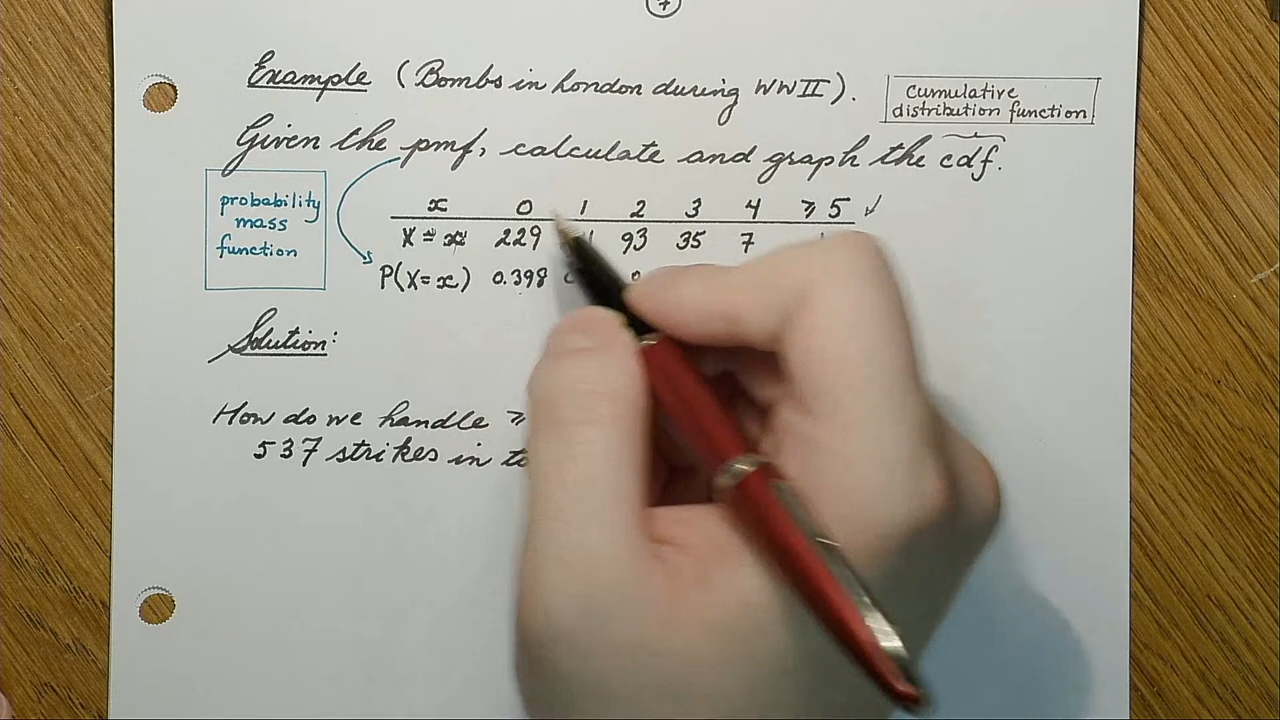 7
Example (Bombs in London during WWII).
cumulative
distribution function
Given the pmf, calculate and graph the cdf.
probability
mass
function
x 0 1 2 3 4 ⩾ 5 ✓
X = x 229 93 35 7
P(X=x) 0.398
Solution:
How do we handle ⩾
537 strikes in